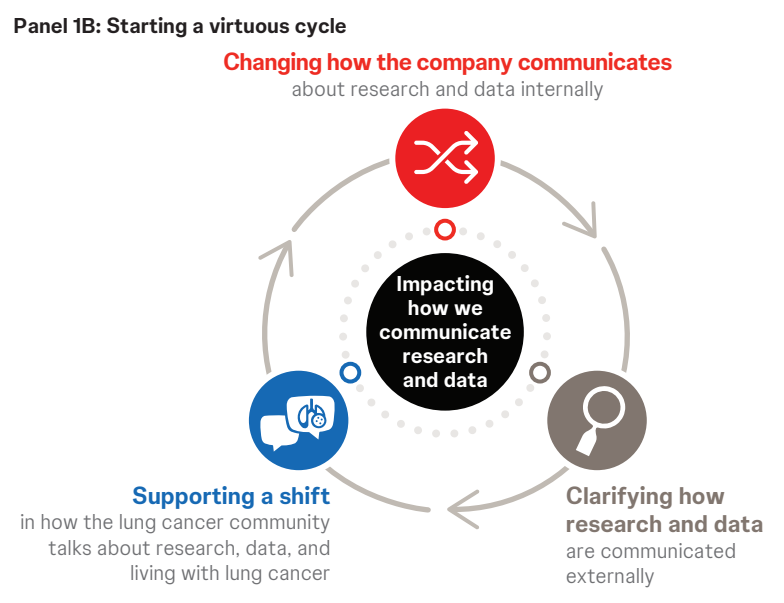 Panel 1B: Starting a virtuous cycle
Changing how the company communicates
about research and data internally
Impacting
how we
communicate
research
and data
Supporting a shift
in how the lung cancer community
talks about research, data, and
living with lung cancer
Clarifying how
research and data
are communicated
externally